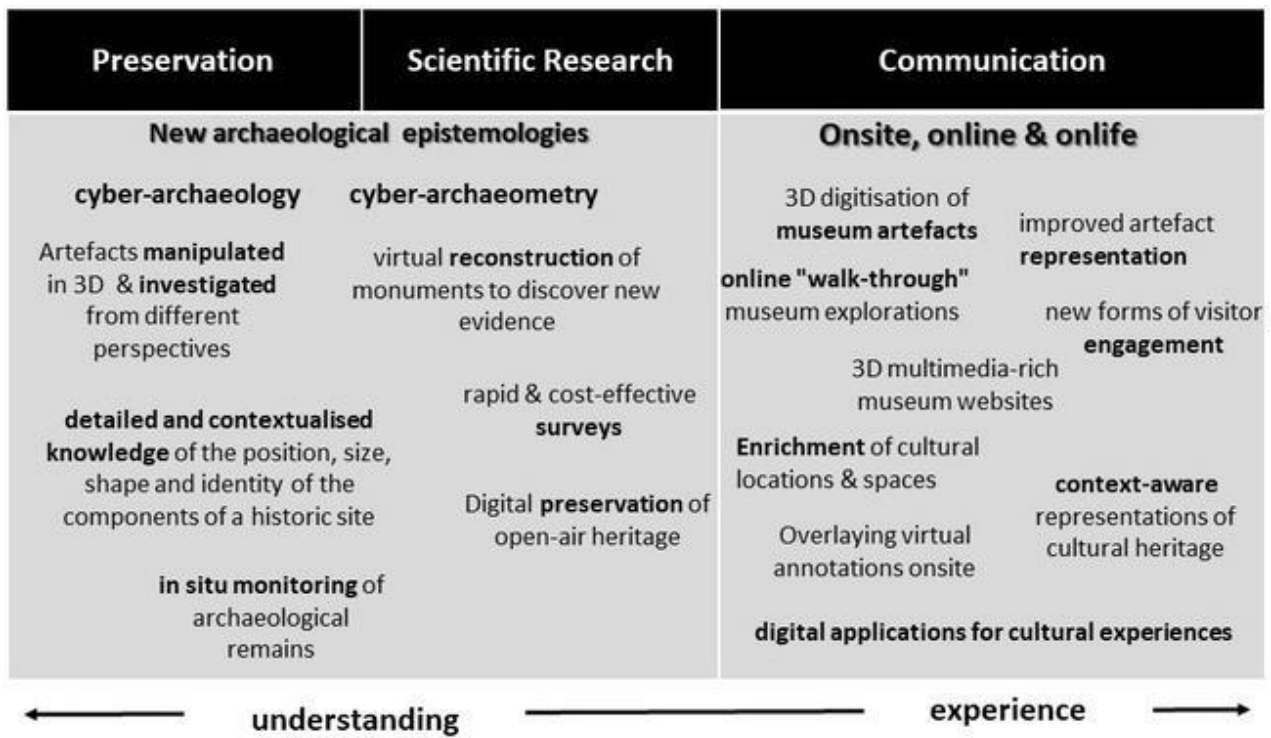 Preservation
Scientific Research
Communication
New archaeological epistemologies
cyber-archaeology
cyber-archaeometry
Artefacts manipulated
in 3D & investigated
from different
perspectives
virtual reconstruction of
monuments to discover new
evidence
detailed and contextualised
knowledge of the position, size,
shape and identity of the
components of a historic site
rapid & cost-effective
surveys
Digital preservation of
open-air heritage
in situ monitoring of
archaeological
remains
Onsite, online & onlife
3D digitisation of
museum artefacts
improved artefact
representation
online "walk-through"
museum explorations
new forms of visitor
engagement
3D multimedia-rich
museum websites
Enrichment of cultural
locations & spaces
context-aware
representations of
cultural heritage
Overlaying virtual
annotations onsite
digital applications for cultural experiences
understanding
experience